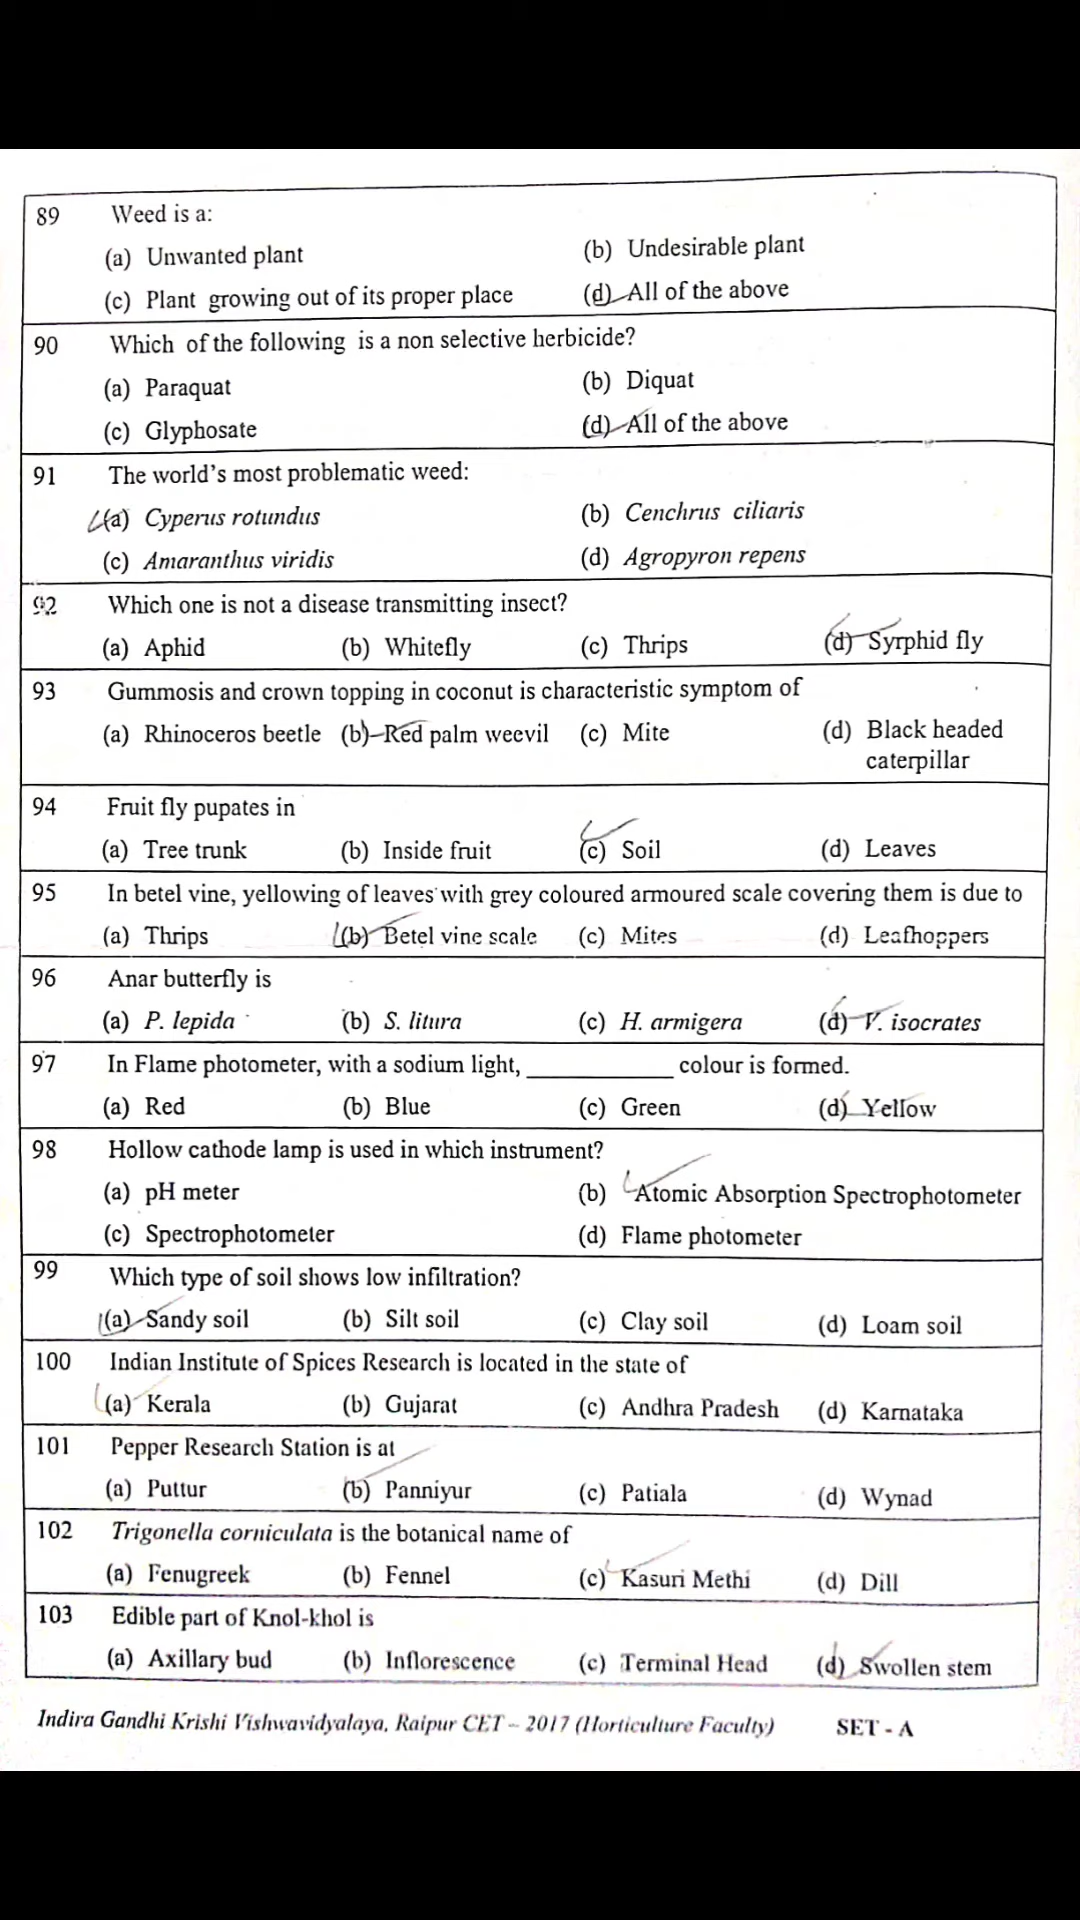 89 Weed is a:
(a) Unwanted plant (b) Undesirable plant
(c) Plant growing out of its proper place (d) All of the above
90 Which of the following is a non selective herbicide?
(a) Paraquat (b) Diquat
(c) Glyphosate (d) All of the above
91 The world's most problematic weed:
(a) Cyperus rotundus (b) Cenchrus ciliaris
(c) Amaranthus viridis (d) Agropyron repens
92 Which one is not a disease transmitting insect?
(a) Aphid (b) Whitefly (c) Thrips (d) Syrphid fly
93 Gummosis and crown topping in coconut is characteristic symptom of
(a) Rhinoceros beetle (b) Red palm weevil (c) Mite (d) Black headed
caterpillar
94 Fruit fly pupates in
(a) Tree trunk (b) Inside fruit (c) Soil (d) Leaves
95 In betel vine, yellowing of leaves with grey coloured armoured scale covering them is due to
(a) Thrips (b) Betel vine scale (c) Mites (d) Leafhoppers
96 Anar butterfly is
(a) P. lepida (b) S. litura (c) H. armigera (d) V. isocrates
97 In Flame photometer, with a sodium light, ____________ colour is formed.
(a) Red (b) Blue (c) Green (d) Yellow
98 Hollow cathode lamp is used in which instrument?
(a) pH meter (b) Atomic Absorption Spectrophotometer
(c) Spectrophotometer (d) Flame photometer
99 Which type of soil shows low infiltration?
(a) Sandy soil (b) Silt soil (c) Clay soil (d) Loam soil
100 Indian Institute of Spices Research is located in the state of
(a) Kerala (b) Gujarat (c) Andhra Pradesh (d) Karnataka
101 Pepper Research Station is at
(a) Puttur (b) Panniyur (c) Patiala (d) Wynad
102 Trigonella corniculata is the botanical name of
(a) Fenugreek (b) Fennel (c) Kasuri Methi (d) Dill
103 Edible part of Knol-khol is
(a) Axillary bud (b) Inflorescence (c) Terminal Head (d) Swollen stem
Indira Gandhi Krishi Vishwavidyalaya, Raipur CET – 2017 (Horticulture Faculty) SET - A